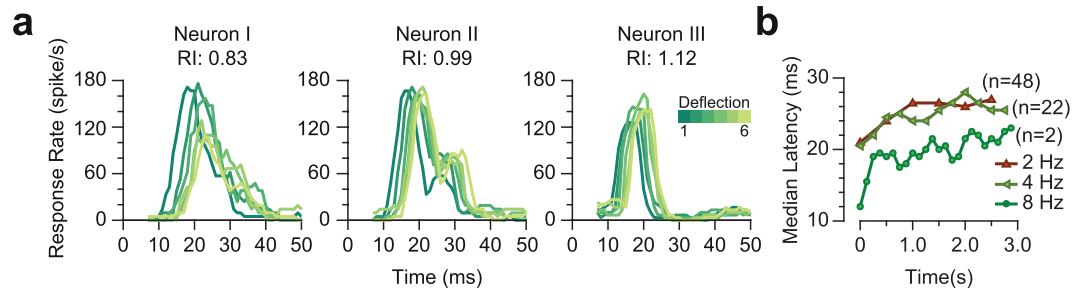 a
Neuron I
RI: 0.83
Neuron II
RI: 0.99
Neuron III
RI: 1.12
Response Rate (spike/s)
180
120
60
0
0 10 20 30 40 50
180
120
60
0
0 10 20 30 40 50
180
120
60
0
0 10 20 30 40 50
Deflection
1 6
Time (ms)
b
Median Latency (ms)
30
20
10
0 1.0 2.0 3.0
(n=48)
(n=22)
(n=2)
2 Hz
4 Hz
8 Hz
Time(s)